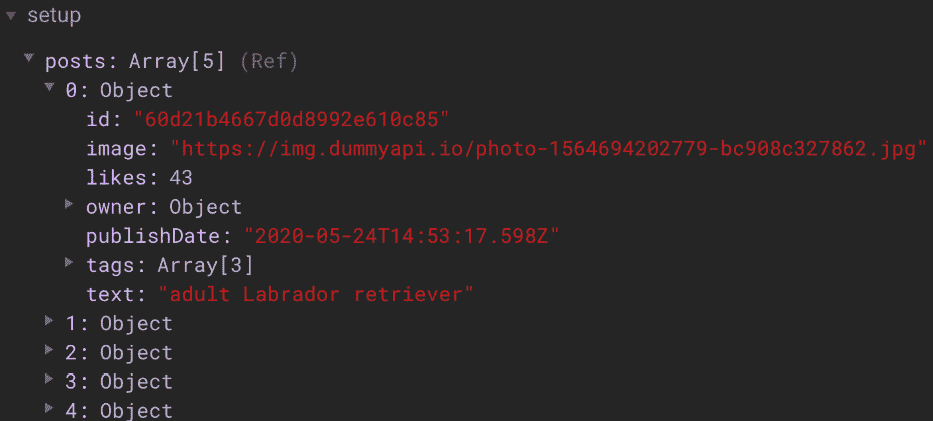 setup
posts: Array[5] (Ref)
0: Object
id: "60d21b4667d0d8992e610c85"
image: "https://img.dummyapi.io/photo-1564694202779-bc908c327862.jpg"
likes: 43
owner: Object
publishDate: "2020-05-24T14:53:17.598Z"
tags: Array[3]
text: "adult Labrador retriever"
1: Object
2: Object
3: Object
4: Object